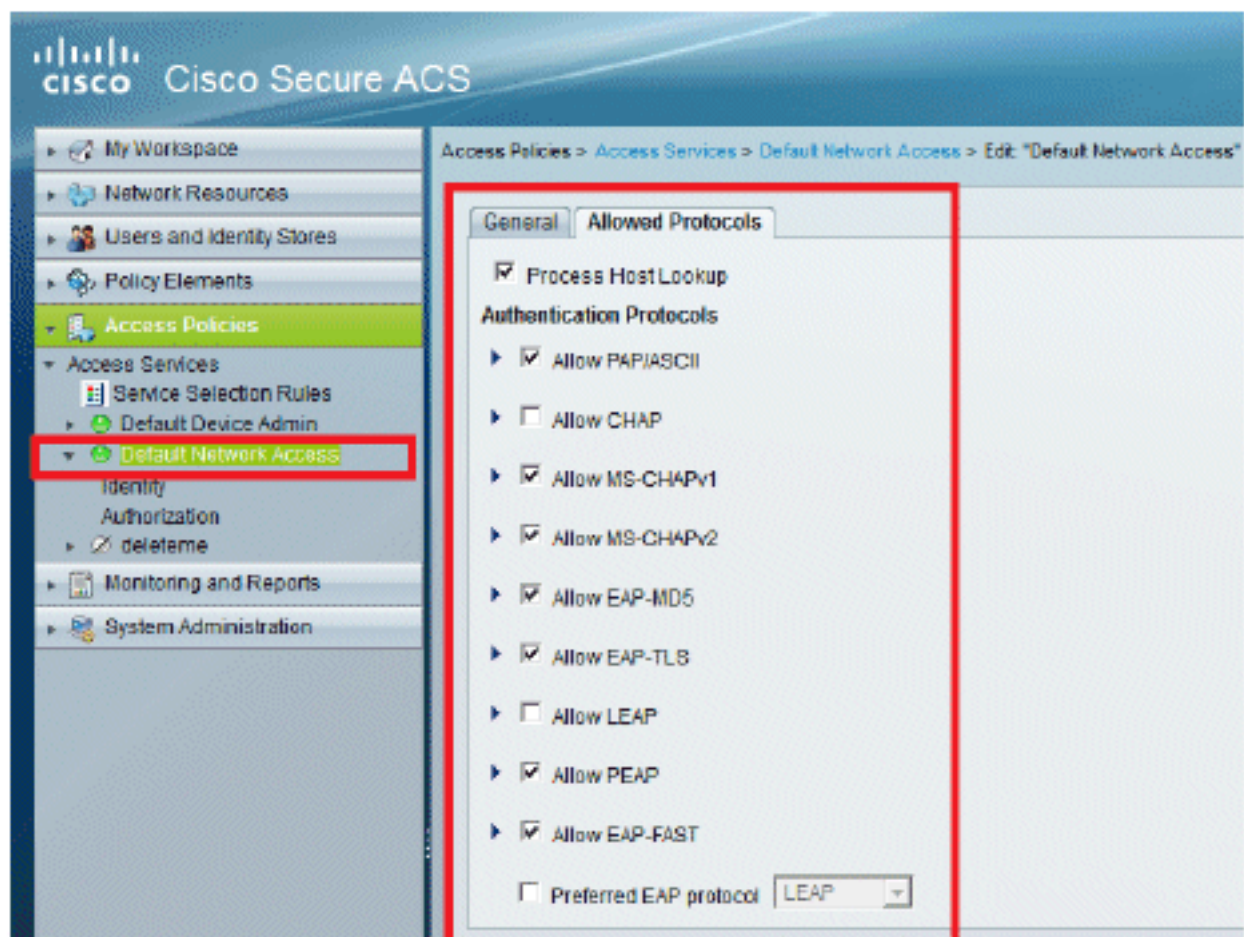 CISCO Cisco Secure ACS
My Workspace
Network Resources
Users and Identity Stores
Policy Elements
Access Policies
Access Services
Service Selection Rules
Default Device Admin
Default Network Access
Identity
Authorization
deleteme
Monitoring and Reports
System Administration
Access Policies > Access Services > Default Network Access > Edit: "Default Network Access"
General Allowed Protocols
Process Host Lookup
Authentication Protocols
Allow PAP/ASCII
Allow CHAP
Allow MS-CHAPv1
Allow MS-CHAPv2
Allow EAP-MD5
Allow EAP-TLS
Allow LEAP
Allow PEAP
Allow EAP-FAST
Preferred EAP protocol LEAP